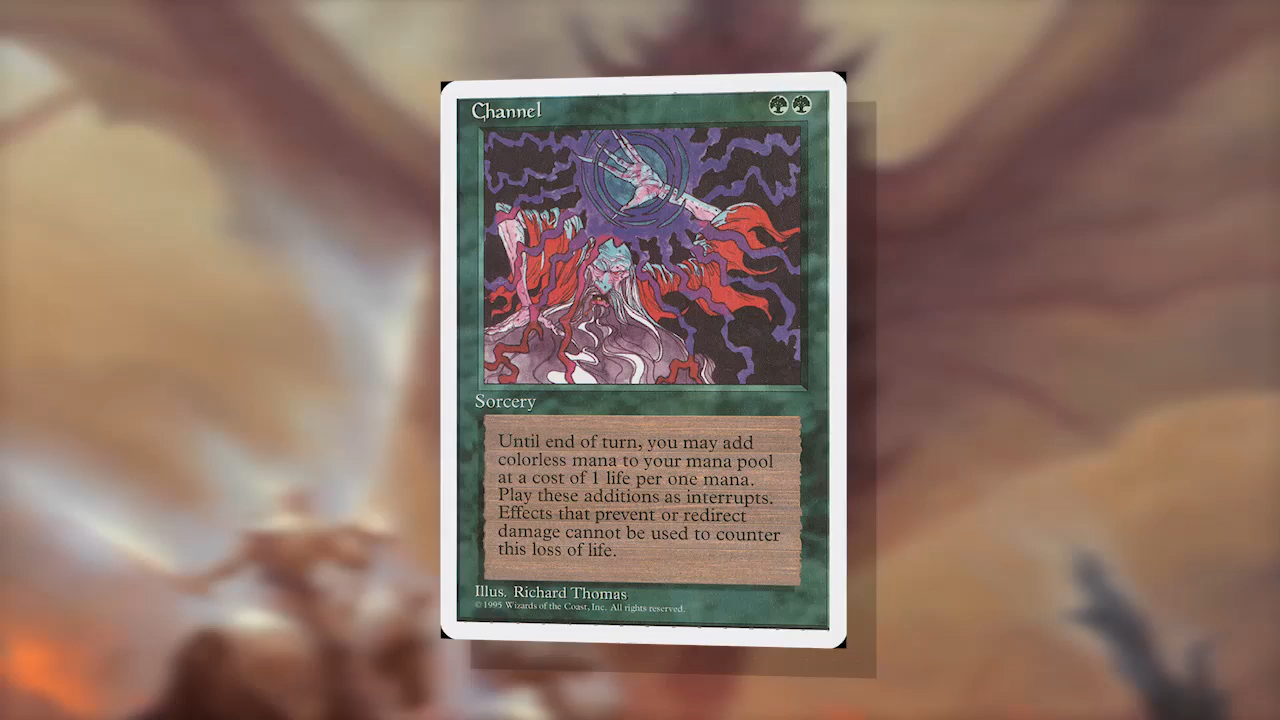 Channel
Sorcery
Until end of turn, you may add
colorless mana to your mana pool
at a cost of 1 life per one mana.
Play these additions as interrupts.
Effects that prevent or redirect
damage cannot be used to counter
this loss of life.
Illus. Richard Thomas
© 1995 Wizards of the Coast, Inc. All rights reserved.